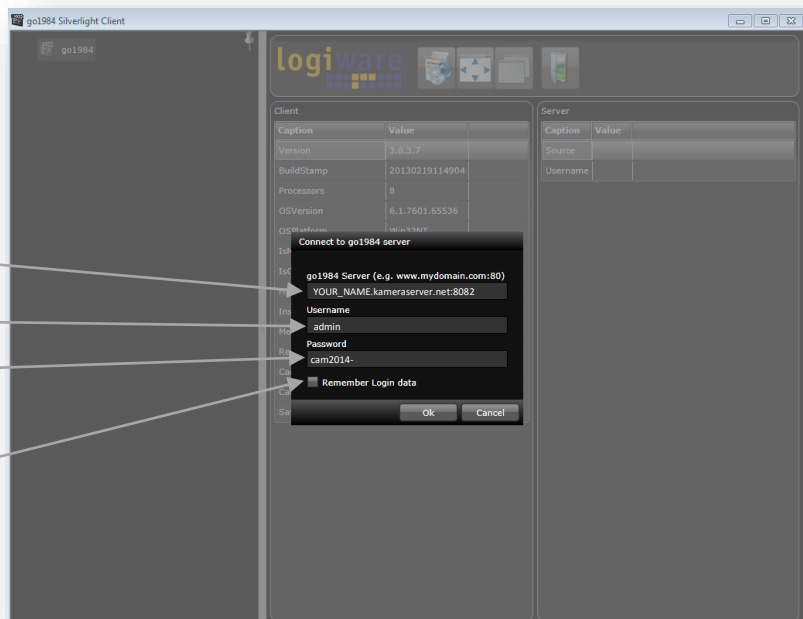 go1984 Silverlight Client
go1984
logiware
Client
Caption Value
Version 3.8.3.7
BuildStamp 20130219114904
Processors 8
OSVersion 6.1.7601.65536
OSPlatform Win32NT
Server
Caption Value
Source
Username
Connect to go1984 server
go1984 Server (e.g. www.mydomain.com:80)
YOUR_NAME.kameraserver.net:8082
Username
admin
Password
cam2014-
Remember Login data
Ok Cancel